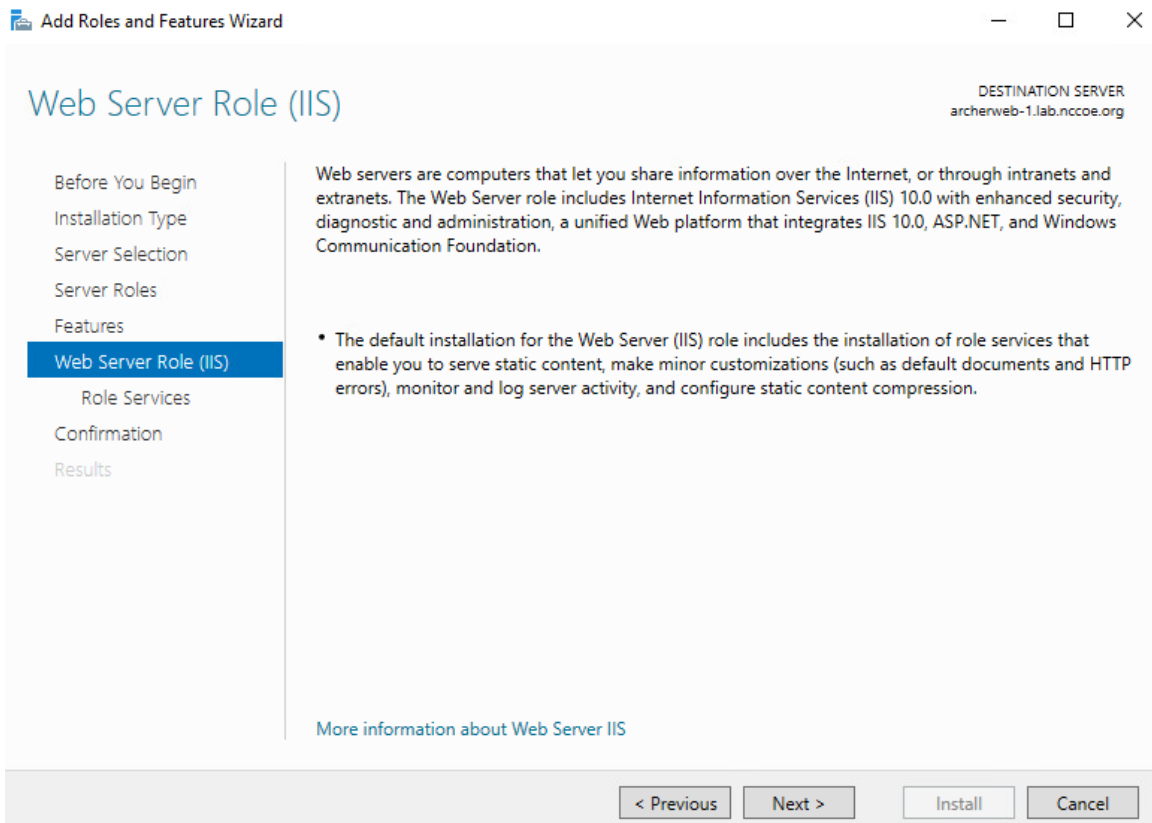 Add Roles and Features Wizard
Web Server Role (IIS)
DESTINATION SERVER
archerweb-1.lab.nccoe.org
Before You Begin
Installation Type
Server Selection
Server Roles
Features
Web Server Role (IIS)
Role Services
Confirmation
Results
Web servers are computers that let you share information over the Internet, or through intranets and
extranets. The Web Server role includes Internet Information Services (IIS) 10.0 with enhanced security,
diagnostic and administration, a unified Web platform that integrates IIS 10.0, ASP.NET, and Windows
Communication Foundation.
• The default installation for the Web Server (IIS) role includes the installation of role services that
enable you to serve static content, make minor customizations (such as default documents and HTTP
errors), monitor and log server activity, and configure static content compression.
More information about Web Server IIS
< Previous
Next >
Install
Cancel